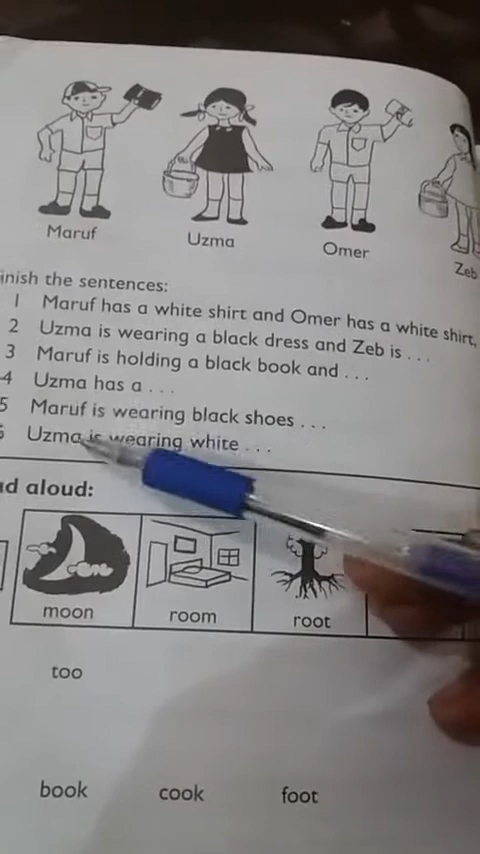 Maruf Uzma Omer Zeb
inish the sentences:
1 Maruf has a white shirt and Omer has a white shirt,
2 Uzma is wearing a black dress and Zeb is . . .
3 Maruf is holding a black book and . . .
4 Uzma has a . . .
5 Maruf is wearing black shoes . . .
6 Uzma is wearing white . . .
ad aloud:
moon room root
too
book cook foot